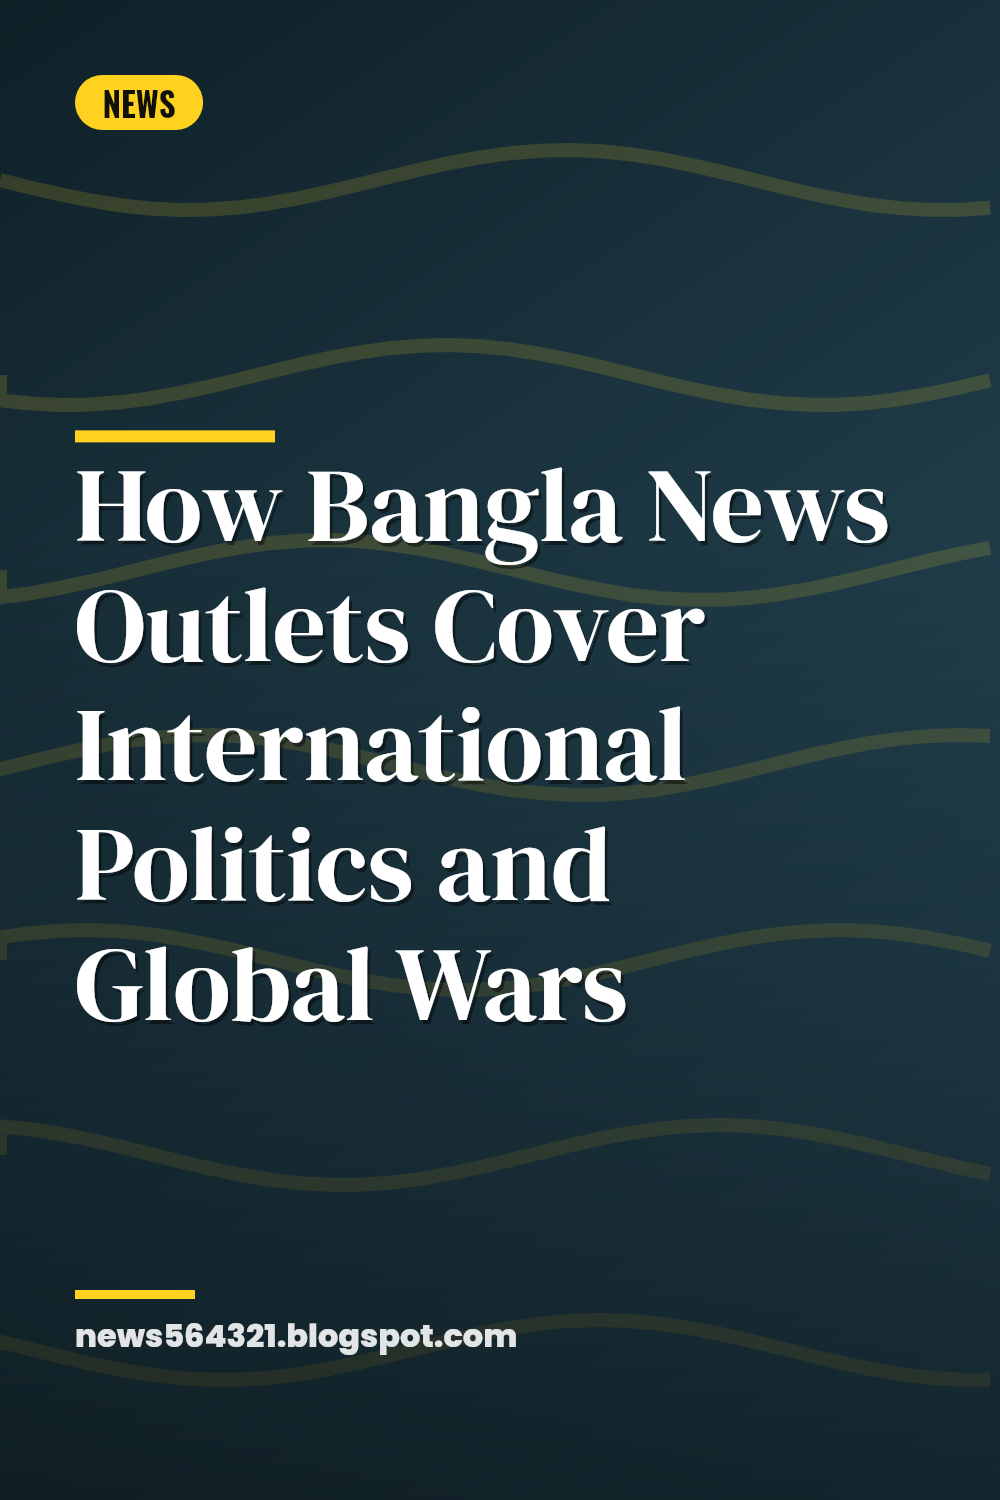 NEWS
How Bangla News
Outlets Cover
International
Politics and
Global Wars
news564321.blogspot.com